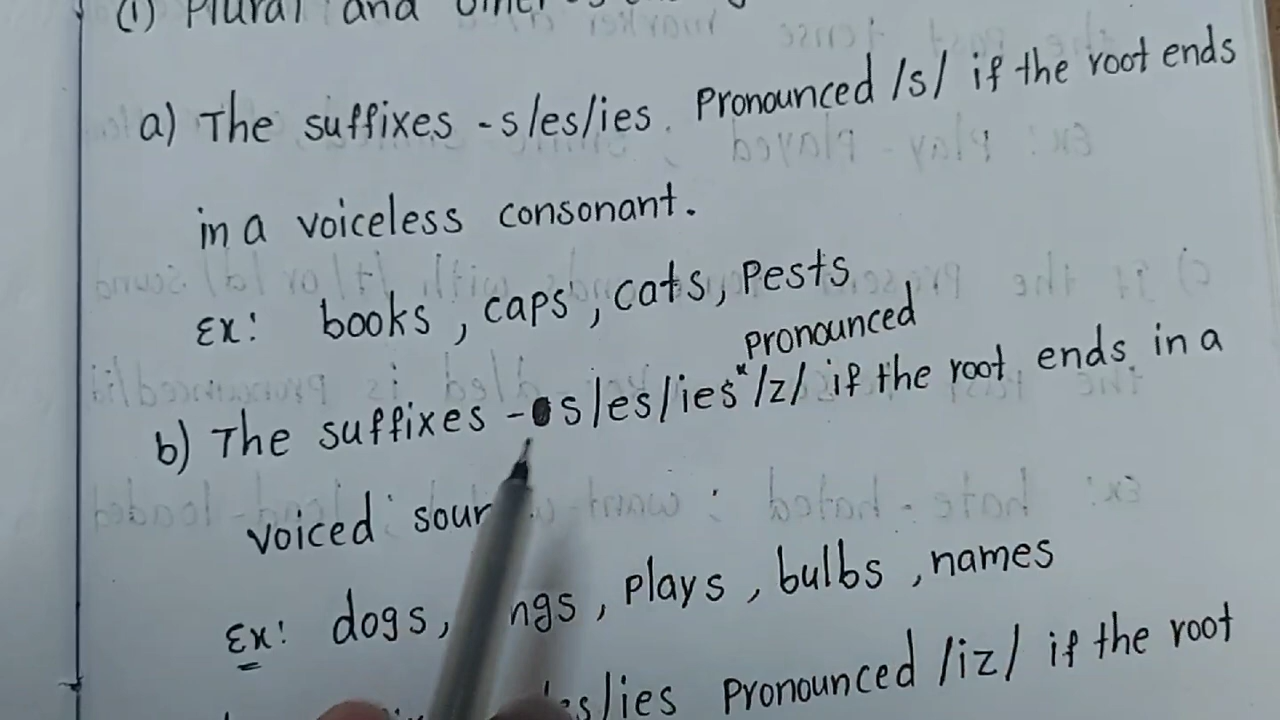 (1) Plural and
a) The suffixes -s/es/ies. Pronounced /s/ if the root ends
in a voiceless consonant.
Ex: books, caps, cats, Pests
pronounced
b) The suffixes -s/es/ies /z/ if the root ends in a
voiced
Ex: dogs, plays, bulbs, names
/ies pronounced /iz/ if the root